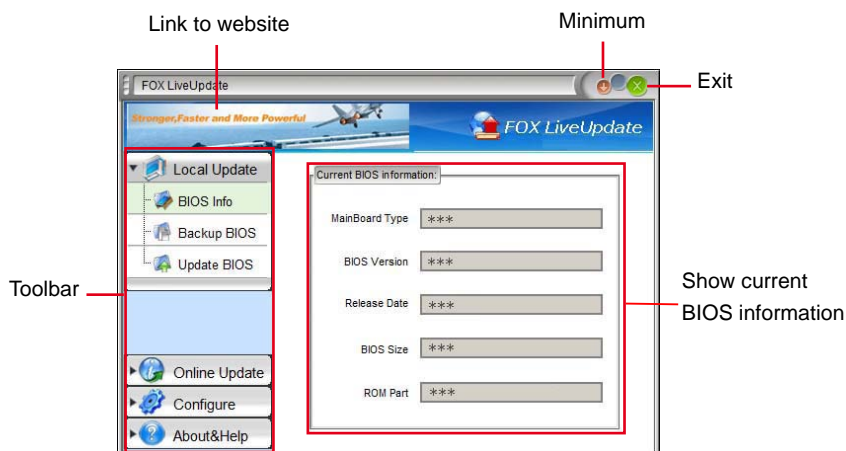 Link to website
Minimum
Exit
FOX LiveUpdate
Stronger,Faster and More Powerful
FOX LiveUpdate
Toolbar
Local Update
BIOS Info
Backup BIOS
Update BIOS
Online Update
Configure
About&Help
Current BIOS information:
MainBoard Type ***
BIOS Version ***
Release Date ***
BIOS Size ***
ROM Part ***
Show current
BIOS information